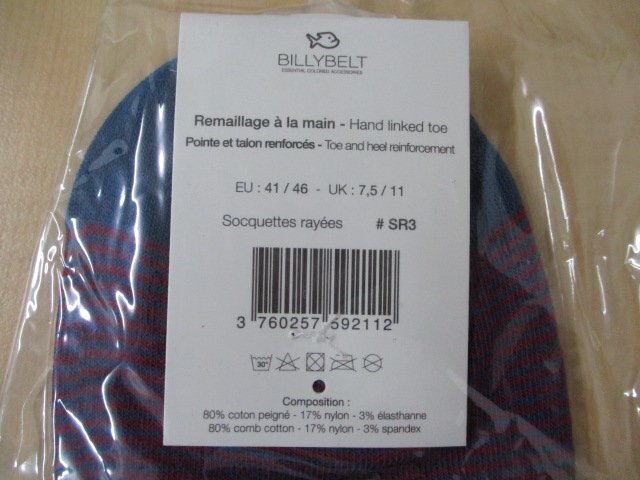 BILLYBELT
ESSENTIAL COLORED ACCESSORIES
Remaillage à la main - Hand linked toe
Pointe et talon renforcés - Toe and heel reinforcement
EU : 41 / 46 - UK : 7,5 / 11
Socquettes rayées # SR3
3 760257 592112
30°
Composition :
80% coton peigné - 17% nylon - 3% élasthanne
80% comb cotton - 17% nylon - 3% spandex